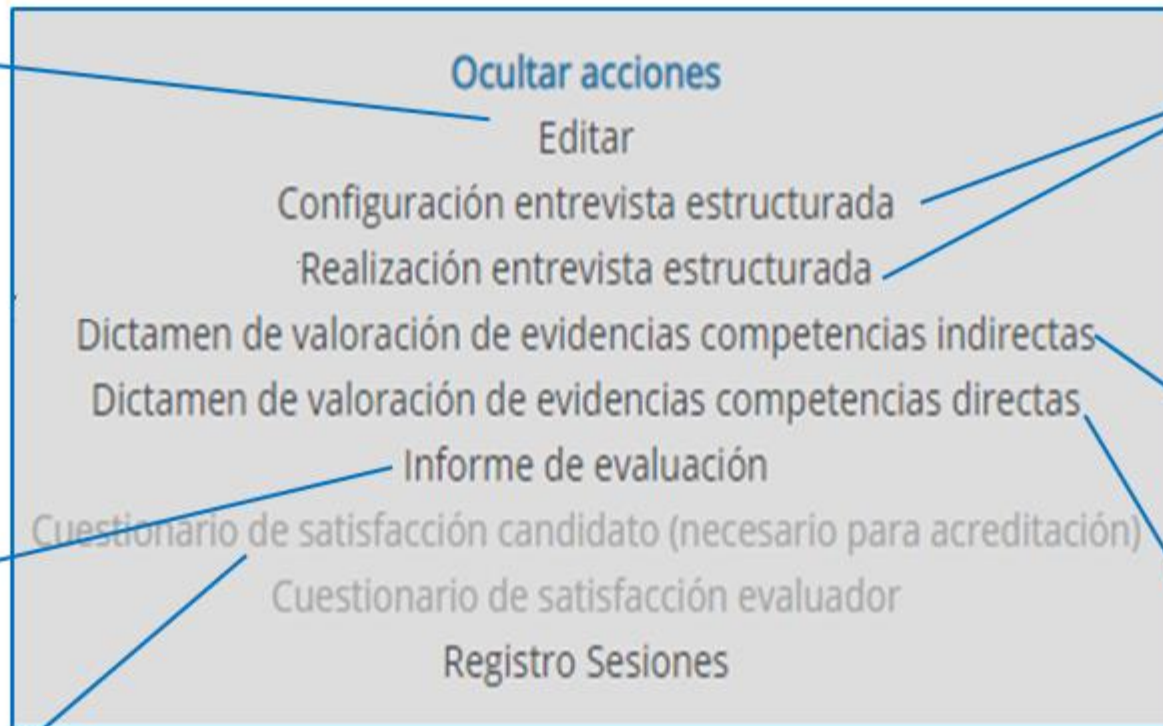 Ocultar acciones
Editar
Configuración entrevista estructurada
Realización entrevista estructurada
Dictamen de valoración de evidencias competencias indirectas
Dictamen de valoración de evidencias competencias directas
Informe de evaluación
Cuestionario de satisfacción candidato (necesario para acreditación)
Cuestionario de satisfacción evaluador
Registro Sesiones